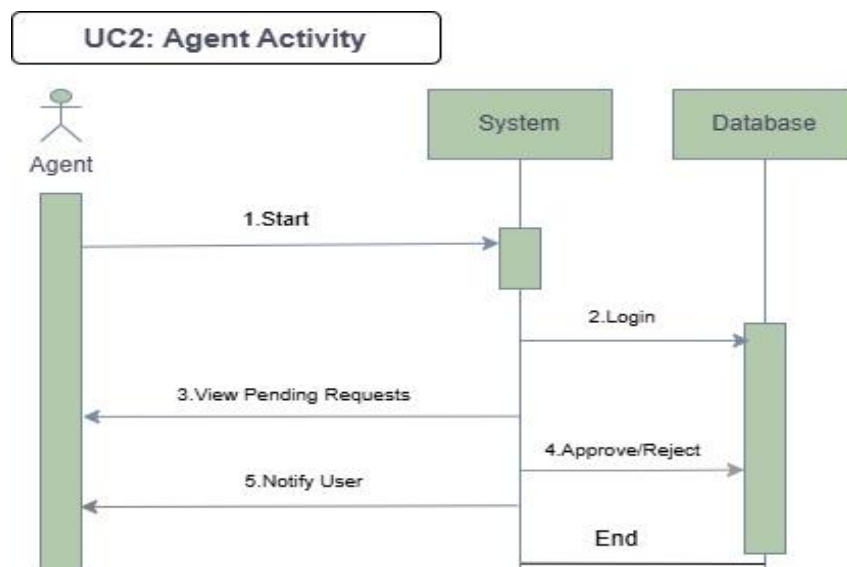 UC2: Agent Activity
System
Database
Agent
1.Start
2.Login
3.View Pending Requests
4.Approve/Reject
5.Notify User
End